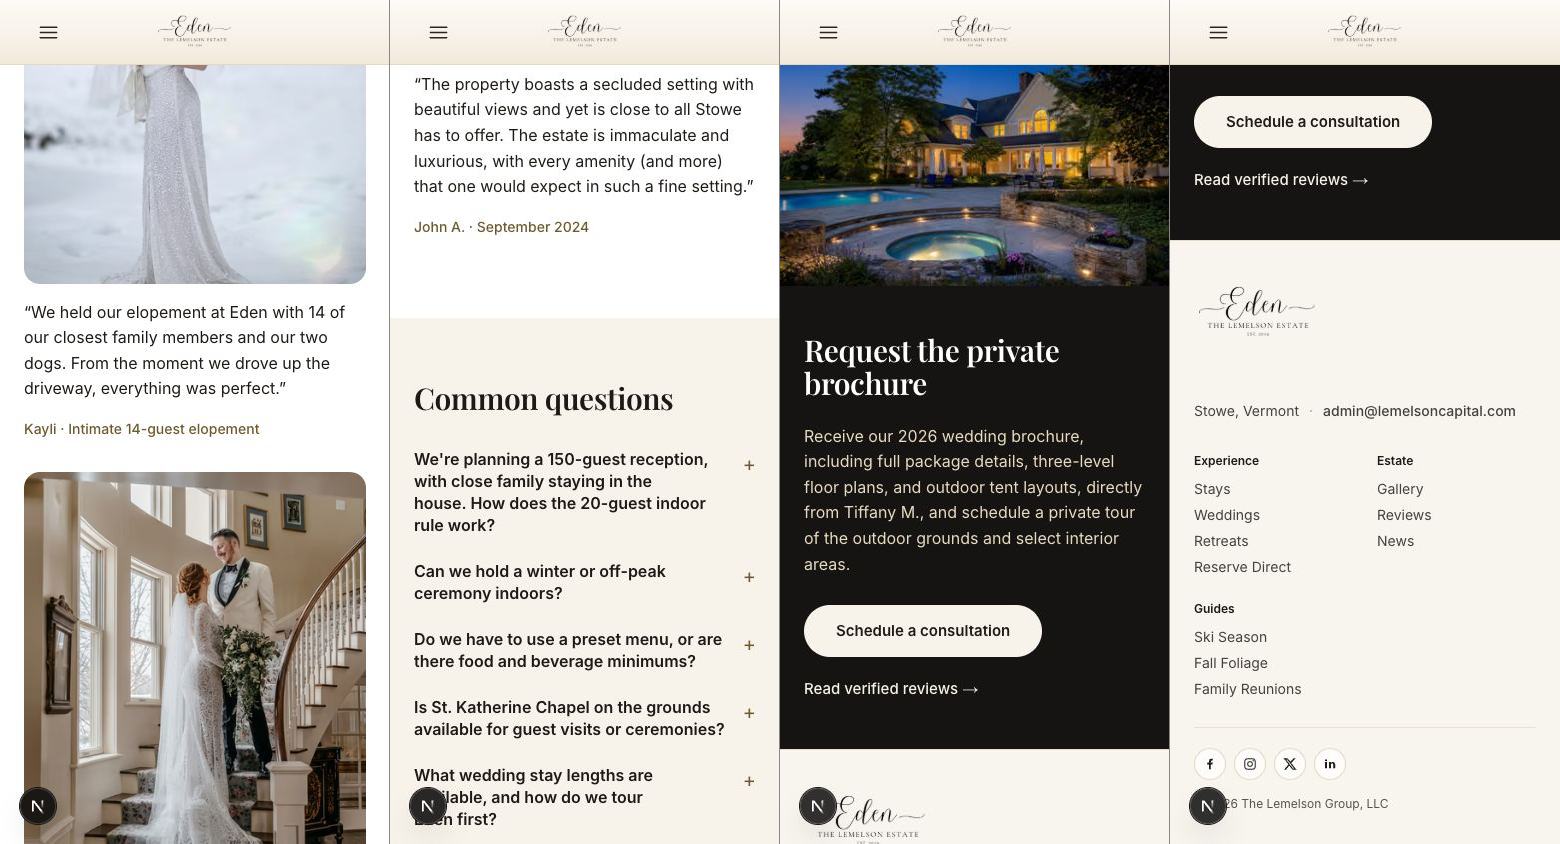 Eden
THE LEMELSON ESTATE
“We held our elopement at Eden with 14 of
our closest family members and our two
dogs. From the moment we drove up the
driveway, everything was perfect.”
Kayli · Intimate 14-guest elopement
N
Eden
THE LEMELSON ESTATE
“The property boasts a secluded setting with
beautiful views and yet is close to all Stowe
has to offer. The estate is immaculate and
luxurious, with every amenity (and more)
that one would expect in such a fine setting.”
John A. · September 2024
Common questions
We're planning a 150-guest reception,
with close family staying in the
house. How does the 20-guest indoor
rule work?
+
Can we hold a winter or off-peak
ceremony indoors?
+
Do we have to use a preset menu, or are
there food and beverage minimums?
+
Is St. Katherine Chapel on the grounds
available for guest visits or ceremonies?
+
What wedding stay lengths are
lable, and how do we tour
en first?
+
N
Eden
THE LEMELSON ESTATE
Request the private
brochure
Receive our 2026 wedding brochure,
including full package details, three-level
floor plans, and outdoor tent layouts, directly
from Tiffany M., and schedule a private tour
of the outdoor grounds and select interior
areas.
Schedule a consultation
Read verified reviews →
N
Eden
THE LEMELSON ESTATE
Eden
THE LEMELSON ESTATE
Schedule a consultation
Read verified reviews →
Eden
THE LEMELSON ESTATE
Stowe, Vermont · admin@lemelsoncapital.com
Experience
Stays
Weddings
Retreats
Reserve Direct
Estate
Gallery
Reviews
News
Guides
Ski Season
Fall Foliage
Family Reunions
f
X
in
N
26 The Lemelson Group, LLC